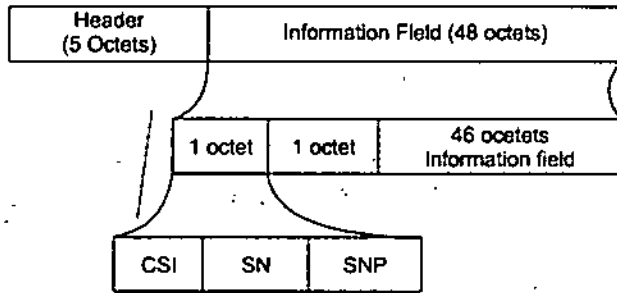 Header
(5 Octets)
Information Field (48 octets)
1 octet
1 octet
46 ocetets
Information field
CSI
SN
SNP